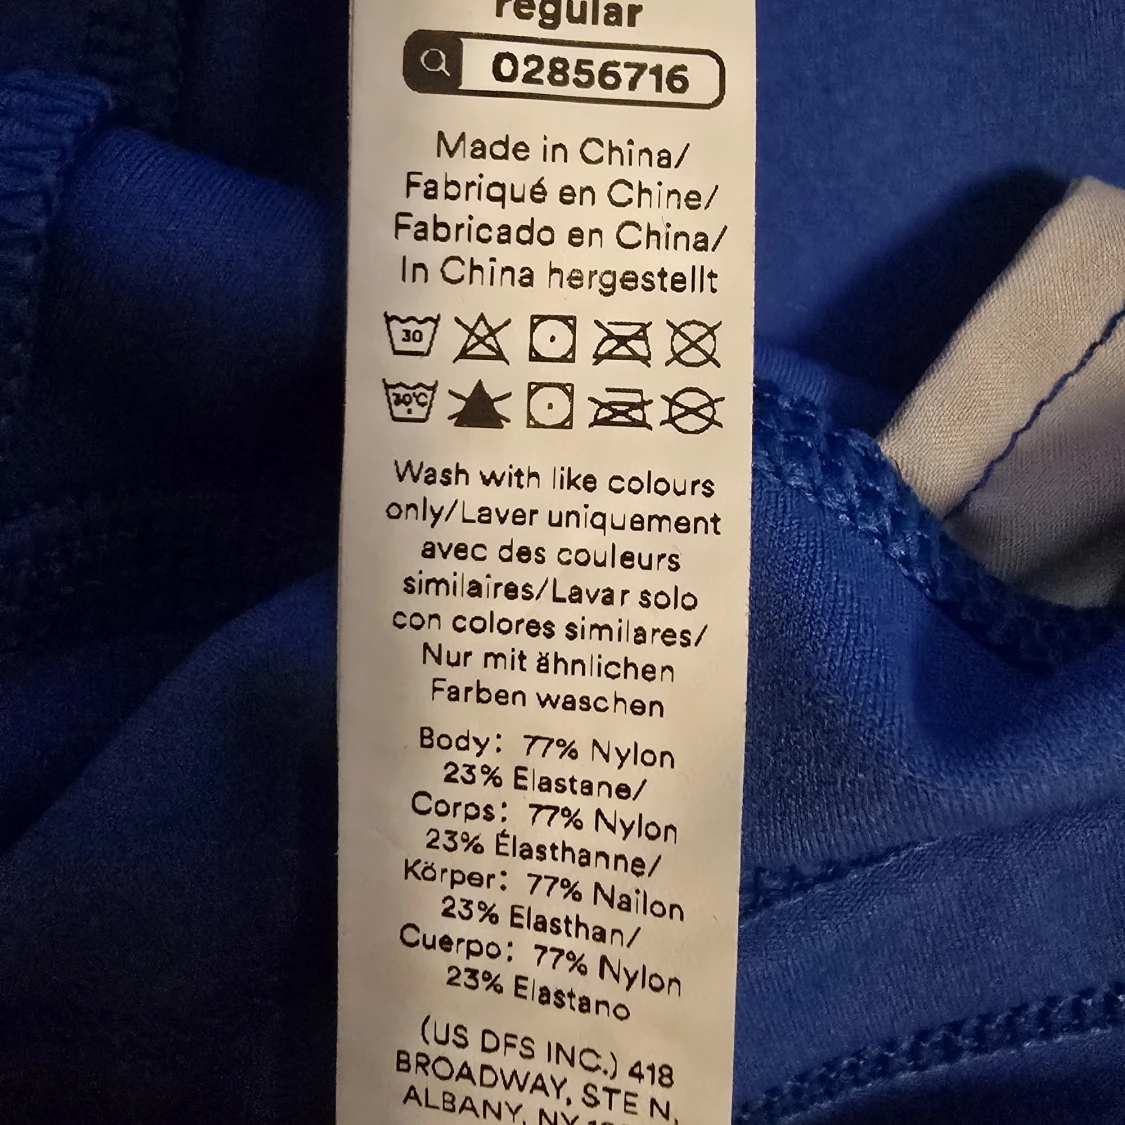 regular
02856716
Made in China/
Fabriqué en Chine/
Fabricado en China/
In China hergestellt
30
30°C
Wash with like colours
only/Laver uniquement
avec des couleurs
similaires/Lavar solo
con colores similares/
Nur mit ähnlichen
Farben waschen
Body: 77% Nylon
23% Elastane/
Corps: 77% Nylon
23% Élasthanne/
Körper: 77% Nailon
23% Elasthan/
Cuerpo: 77% Nylon
23% Elastano
(US DFS INC.) 418
BROADWAY, STE N,
ALBANY, NY